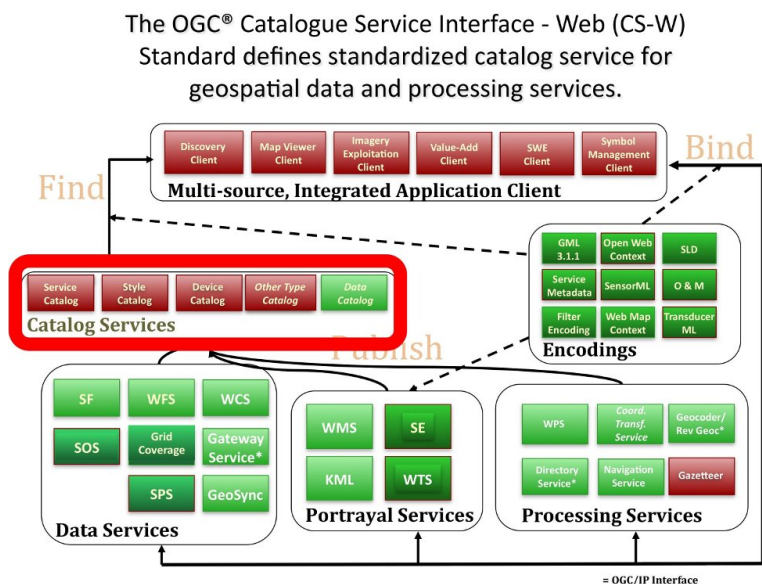 The OGC® Catalogue Service Interface - Web (CS-W)
Standard defines standardized catalog service for
geospatial data and processing services.
Discovery
Client
Map Viewer
Client
Imagery
Exploitation
Client
Value-Add
Client
SWE
Client
Symbol
Management
Client
Multi-source, Integrated Application Client
Find
Bind
GML
3.1.1
Open Web
Context
SLD
Service
Metadata
SensorML
O & M
Filter
Encoding
Web Map
Context
Transducer
ML
Encodings
Service
Catalog
Style
Catalog
Device
Catalog
Other Type
Catalog
Data
Catalog
Catalog Services
Publish
SF
WFS
WCS
SOS
Grid
Coverage
Gateway
Service*
SPS
GeoSync
Data Services
WMS
SE
KML
WTS
Portrayal Services
WPS
Coord.
Transf.
Service
Geocoder/
Rev Geoc*
Directory
Service*
Navigation
Service
Gazetteer
Processing Services
= OGC/IP Interface